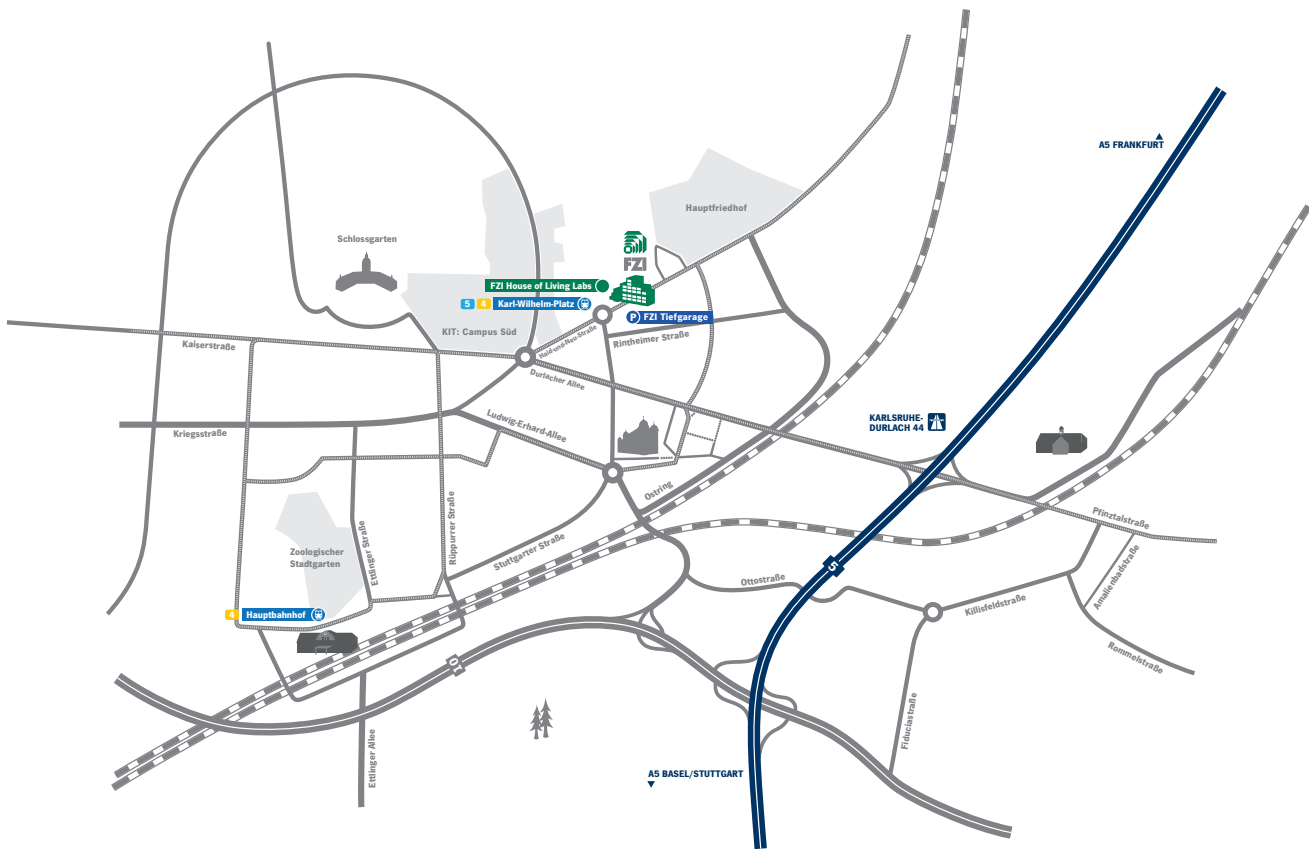 A5 FRANKFURT
Hauptfriedhof
Schlossgarten
FZI
FZI House of Living Labs
5 4 Karl-Wilhelm-Platz
P FZI Tiefgarage
KIT: Campus Süd
Haid-und-Neu-Straße
Rintheimer Straße
Kaiserstraße
Durlacher Allee
KARLSRUHE-
DURLACH 44
Ludwig-Erhard-Allee
Kriegsstraße
Ostring
Pfinztalstraße
Rüppurrer Straße
Ettlinger Straße
Stuttgarter Straße
Zoologischer
Stadtgarten
5
Ottostraße
Amalienbadstraße
Killisfeldstraße
4 Hauptbahnhof
Rommelstraße
10
Fiduciastraße
Ettlinger Allee
A5 BASEL/STUTTGART